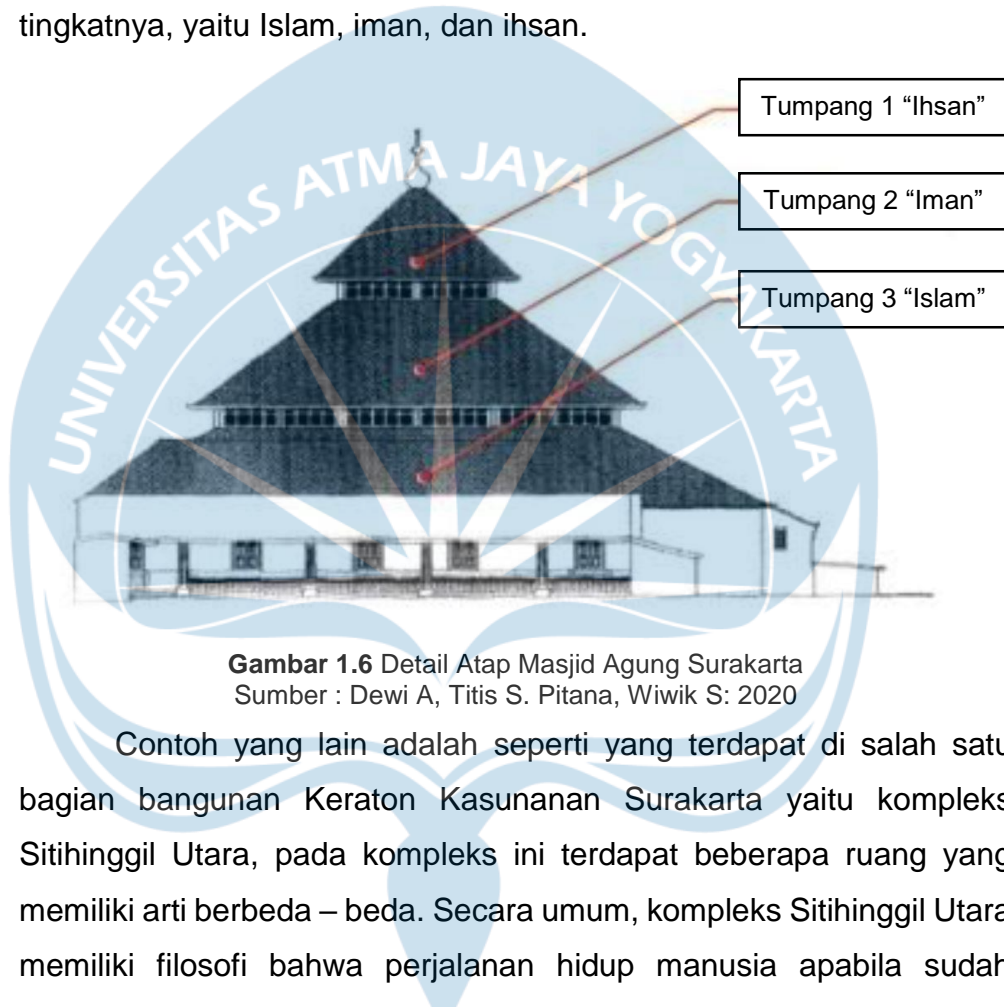 tingkatnya, yaitu Islam, iman, dan ihsan.
Tumpang 1 “Ihsan”
Tumpang 2 “Iman”
Tumpang 3 “Islam”
UNIVERSITAS ATMA JAYA YOGYAKARTA
Gambar 1.6 Detail Atap Masjid Agung Surakarta
Sumber : Dewi A, Titis S. Pitana, Wiwik S: 2020
Contoh yang lain adalah seperti yang terdapat di salah satu
bagian bangunan Keraton Kasunanan Surakarta yaitu kompleks
Sitihinggil Utara, pada kompleks ini terdapat beberapa ruang yang
memiliki arti berbeda – beda. Secara umum, kompleks Sitihinggil Utara
memiliki filosofi bahwa perjalanan hidup manusia apabila sudah